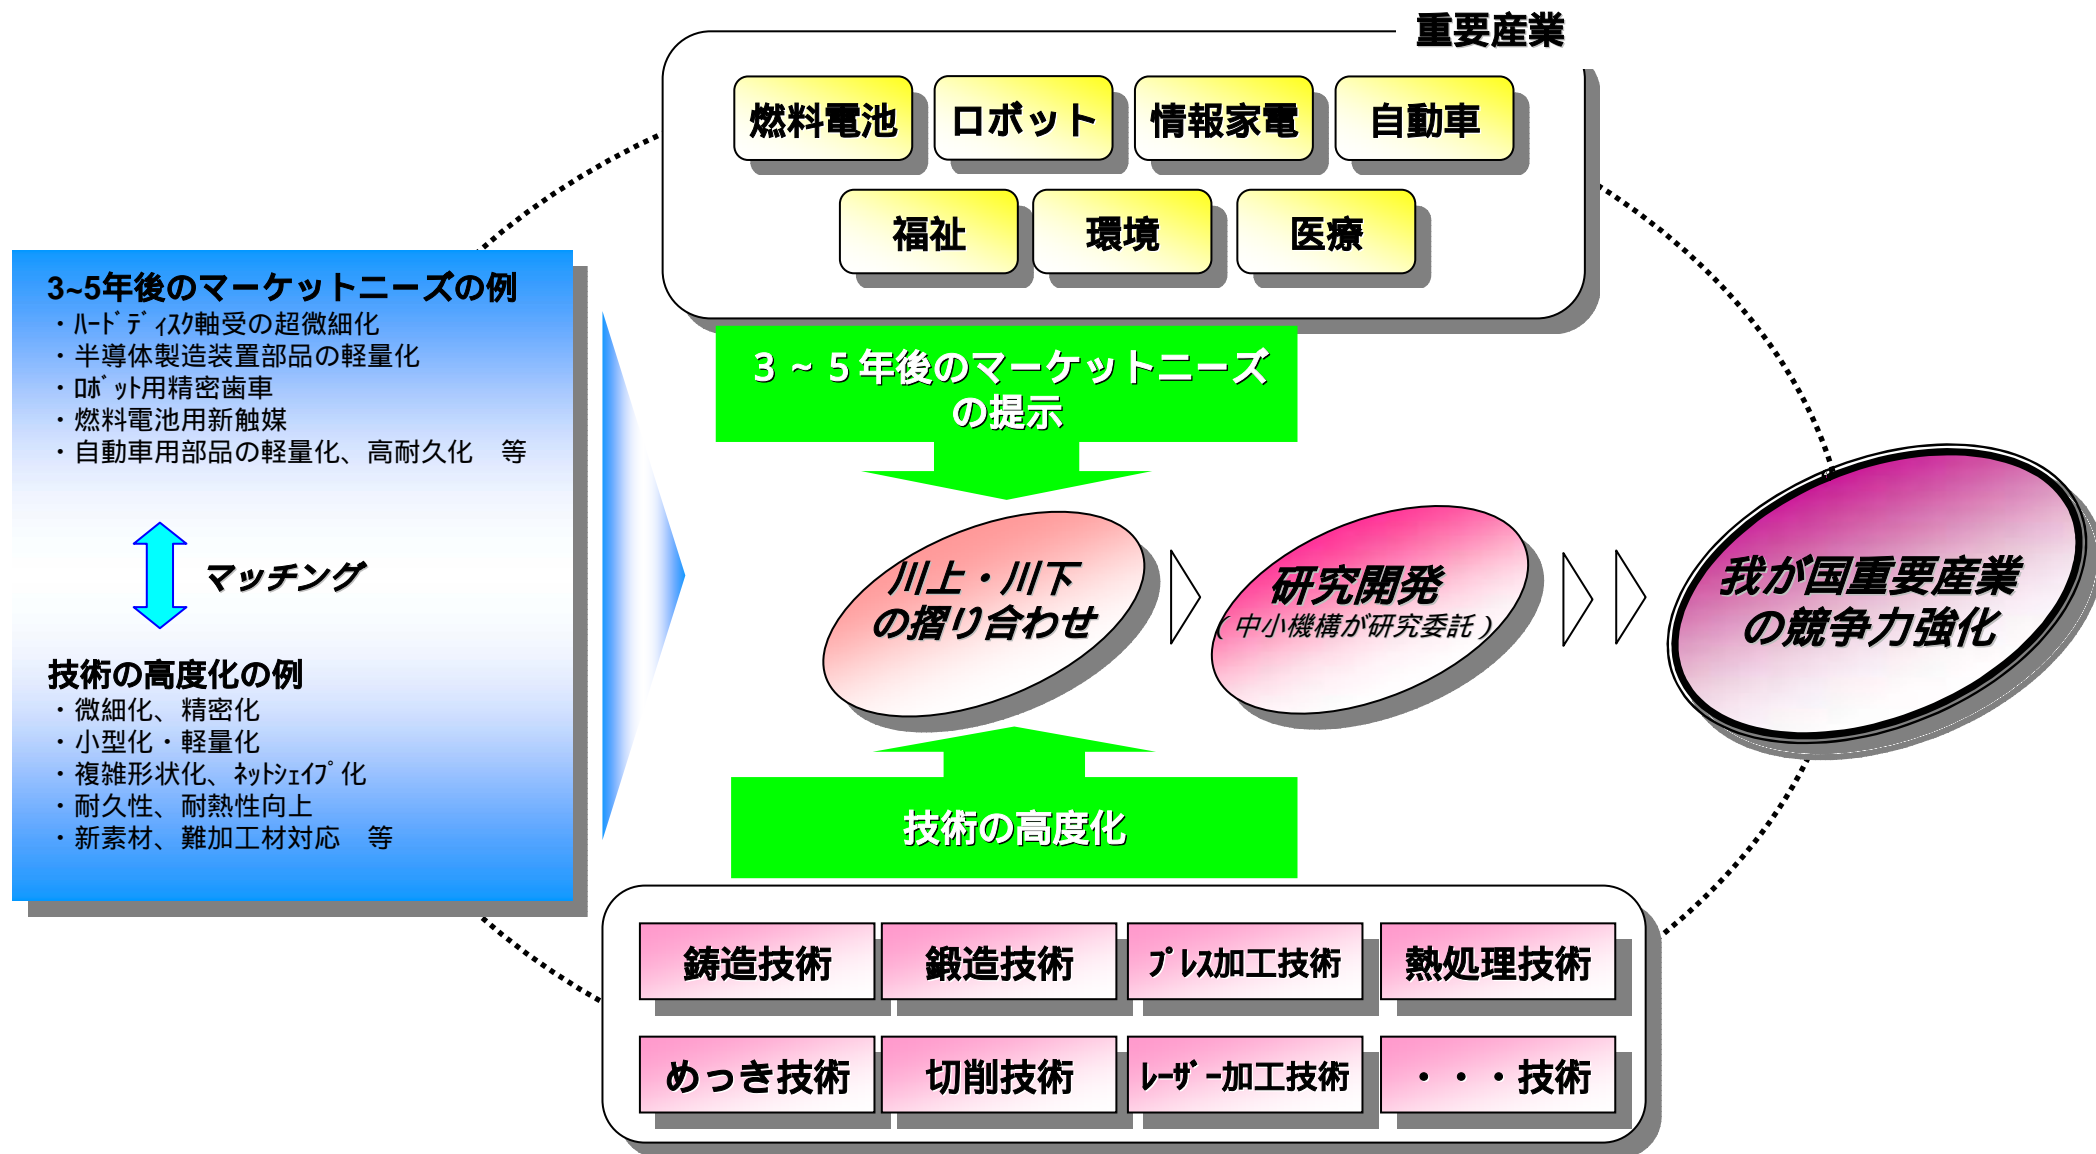 重要産業
燃料電池
ロボット
情報家電
自動車
福祉
環境
医療
3~5年後のマーケットニーズの例
・ﾊｰﾄﾞﾃﾞｨｽｸ軸受の超微細化
・半導体製造装置部品の軽量化
・ﾛﾎﾞｯﾄ用精密歯車
・燃料電池用新触媒
・自動車用部品の軽量化、高耐久化　等
マッチング
技術の高度化の例
・微細化、精密化
・小型化・軽量化
・複雑形状化、ﾈｯﾄｼｪｲﾌﾟ化
・耐久性、耐熱性向上
・新素材、難加工材対応　等
３～５年後のマーケットニーズ
の提示
川上・川下
の摺り合わせ
研究開発
（中小機構が研究委託）
我が国重要産業
の競争力強化
技術の高度化
鋳造技術
鍛造技術
ﾌﾟﾚｽ加工技術
熱処理技術
めっき技術
切削技術
ﾚｰｻﾞｰ加工技術
・・・技術